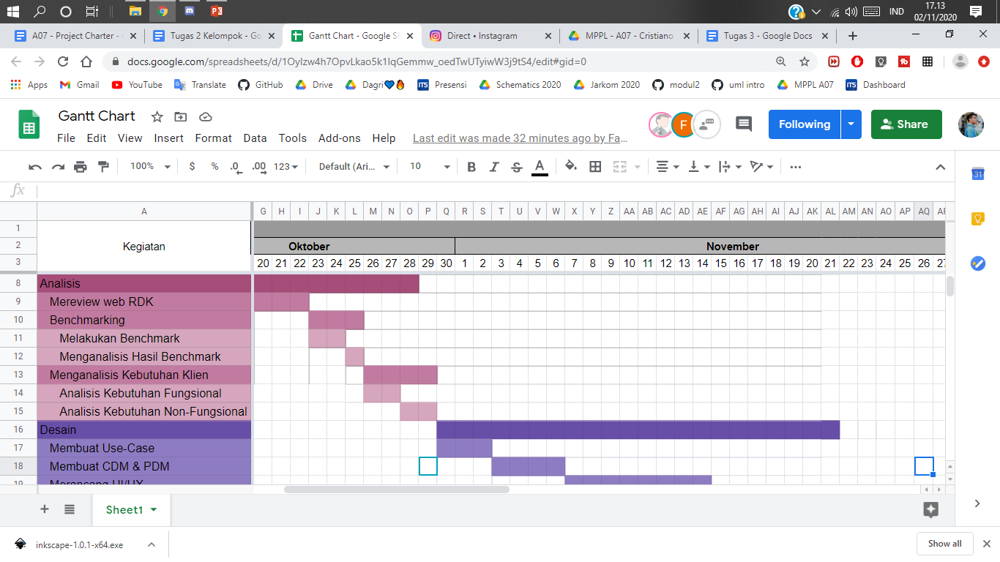 IND
17.13
02/11/2020
A07 - Project Charter -
Tugas 2 Kelompok - Go
Gantt Chart - Google Sh
Direct • Instagram
MPPL - A07 - Cristiano
Tugas 3 - Google Docs
docs.google.com/spreadsheets/d/1Oylzw4h7OpvLkao5k1IqGemmw_oedTwUTyiwW3j9tS4/edit#gid=0
Apps Gmail YouTube Translate GitHub Drive Dagri💙🔥 ITS Presensi Schematics 2020 Jarkom 2020 modul2 uml intro MPPL A07 ITS Dashboard
Gantt Chart
F
Following
Share
File Edit View Insert Format Data Tools Add-ons Help Last edit was made 32 minutes ago by Fa...
100% $ % .0 .00 123 Default (Ari... 10 B I S A
31
fx
A G H I J K L M N O P Q R S T U V W X Y Z AA AB AC AD AE AF AG AH AI AJ AK AL AM AN AO AP AQ
1
2 Kegiatan Oktober November
3 20 21 22 23 24 25 26 27 28 29 30 1 2 3 4 5 6 7 8 9 10 11 12 13 14 15 16 17 18 19 20 21 22 23 24 25 26 27
8 Analisis
9 Mereview web RDK
10 Benchmarking
11 Melakukan Benchmark
12 Menganalisis Hasil Benchmark
13 Menganalisis Kebutuhan Klien
14 Analisis Kebutuhan Fungsional
15 Analisis Kebutuhan Non-Fungsional
16 Desain
17 Membuat Use-Case
18 Membuat CDM & PDM
19 Merancang UI/UX
Sheet1
inkscape-1.0.1-x64.exe
Show all